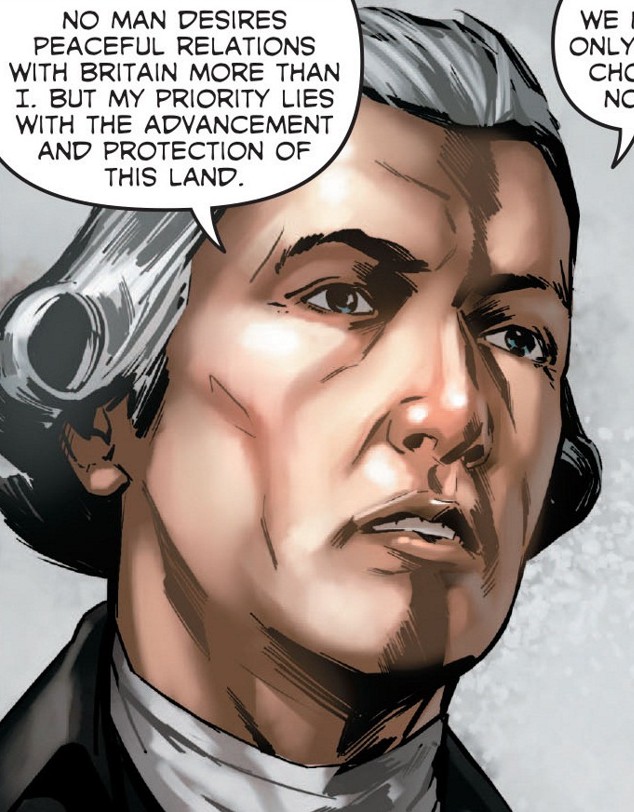 NO MAN DESIRES
PEACEFUL RELATIONS
WITH BRITAIN MORE THAN
I. BUT MY PRIORITY LIES
WITH THE ADVANCEMENT
AND PROTECTION OF
THIS LAND.
WE
ONLY